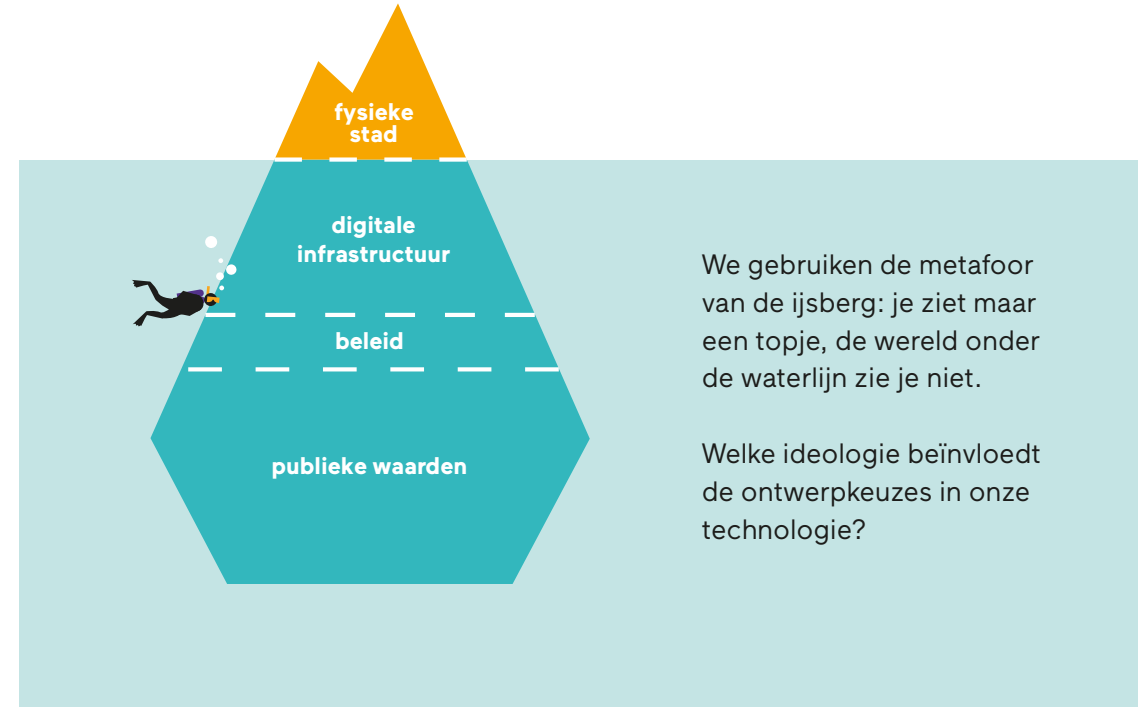 fysieke
stad
digitale
infrastructuur
beleid
publieke waarden
We gebruiken de metafoor
van de ijsberg: je ziet maar
een topje, de wereld onder
de waterlijn zie je niet.
Welke ideologie beïnvloedt
de ontwerpkeuzes in onze
technologie?